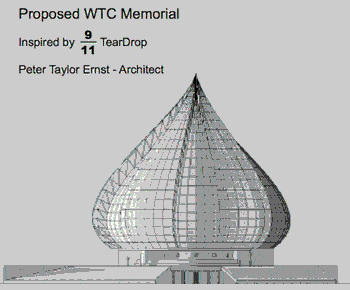 Proposed WTC Memorial
Inspired by 9/11 TearDrop
Peter Taylor Ernst - Architect